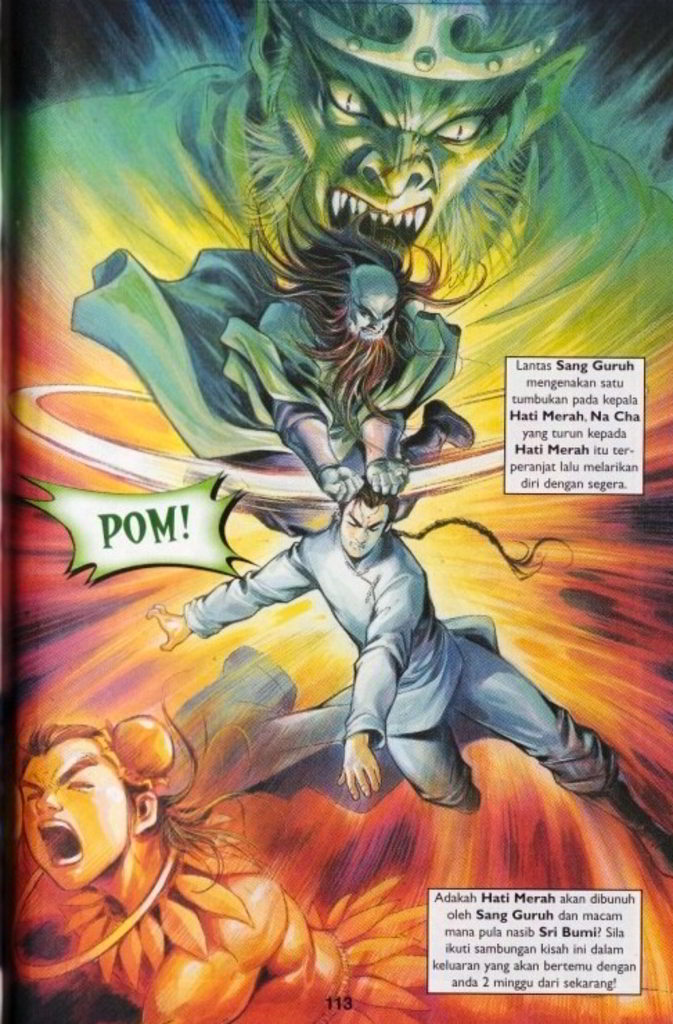 Lantas Sang Guruh
mengenakan satu
tumbukan pada kepala
Hati Merah, Na Cha
yang turun kepada
Hati Merah itu ter-
peranjat lalu melarikan
diri dengan segera.
POM!
Adakah Hati Merah akan dibunuh
oleh Sang Guruh dan macam
mana pula nasib Sri Bumi? Sila
ikuti sambungan kisah ini dalam
keluaran yang akan bertemu dengan
anda 2 minggu dari sekarang!
113